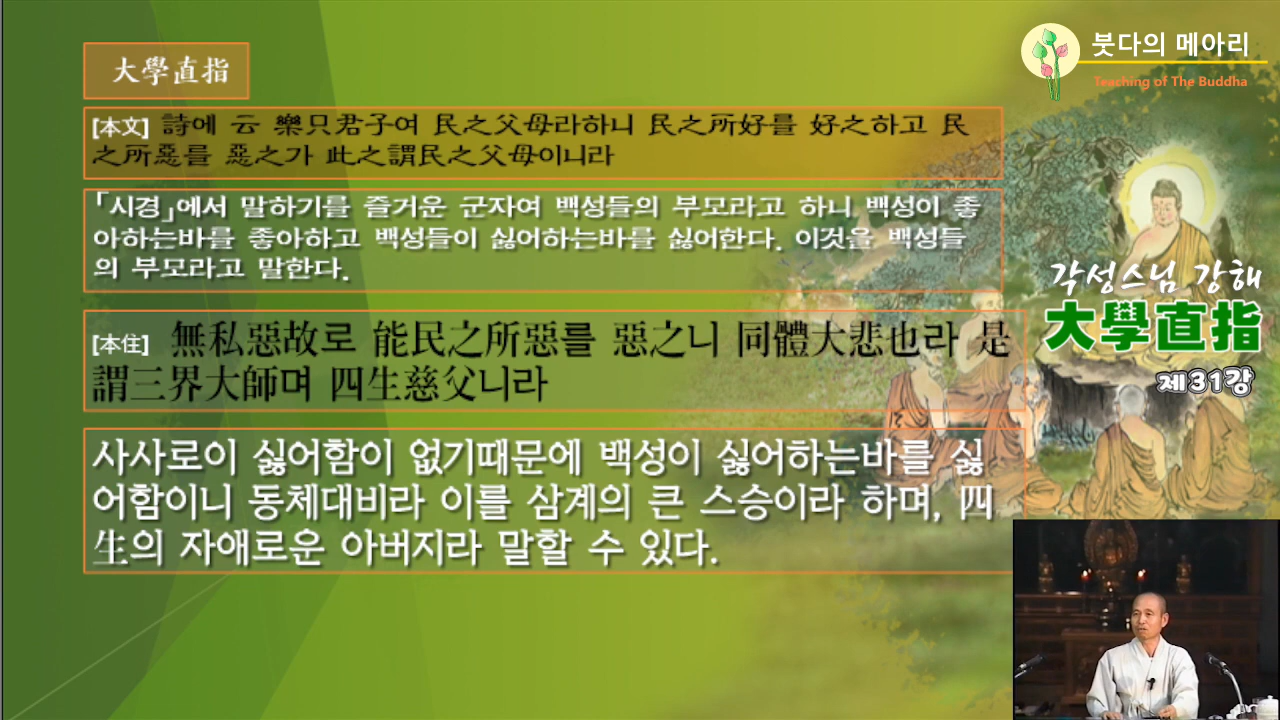 大學直指
[本文] 詩에 云 樂只君子여 民之父母라하니 民之所好를 好之하고 民
之所惡를 惡之가 此之謂民之父母이니라
「시경」에서 말하기를 즐거운 군자여 백성들의 부모라고 하니 백성이 좋
아하는바를 좋아하고 백성들이 싫어하는바를 싫어한다. 이것을 백성들
의 부모라고 말한다.
[本住] 無私惡故로 能民之所惡를 惡之니 同體大悲也라 是
謂三界大師며 四生慈父니라
사사로이 싫어함이 없기때문에 백성이 싫어하는바를 싫
어함이니 동체대비라 이를 삼계의 큰 스승이라 하며, 四
生의 자애로운 아버지라 말할 수 있다.
붓다의 메아리
Teaching of The Buddha
각성스님 강해
大學直指
제31강